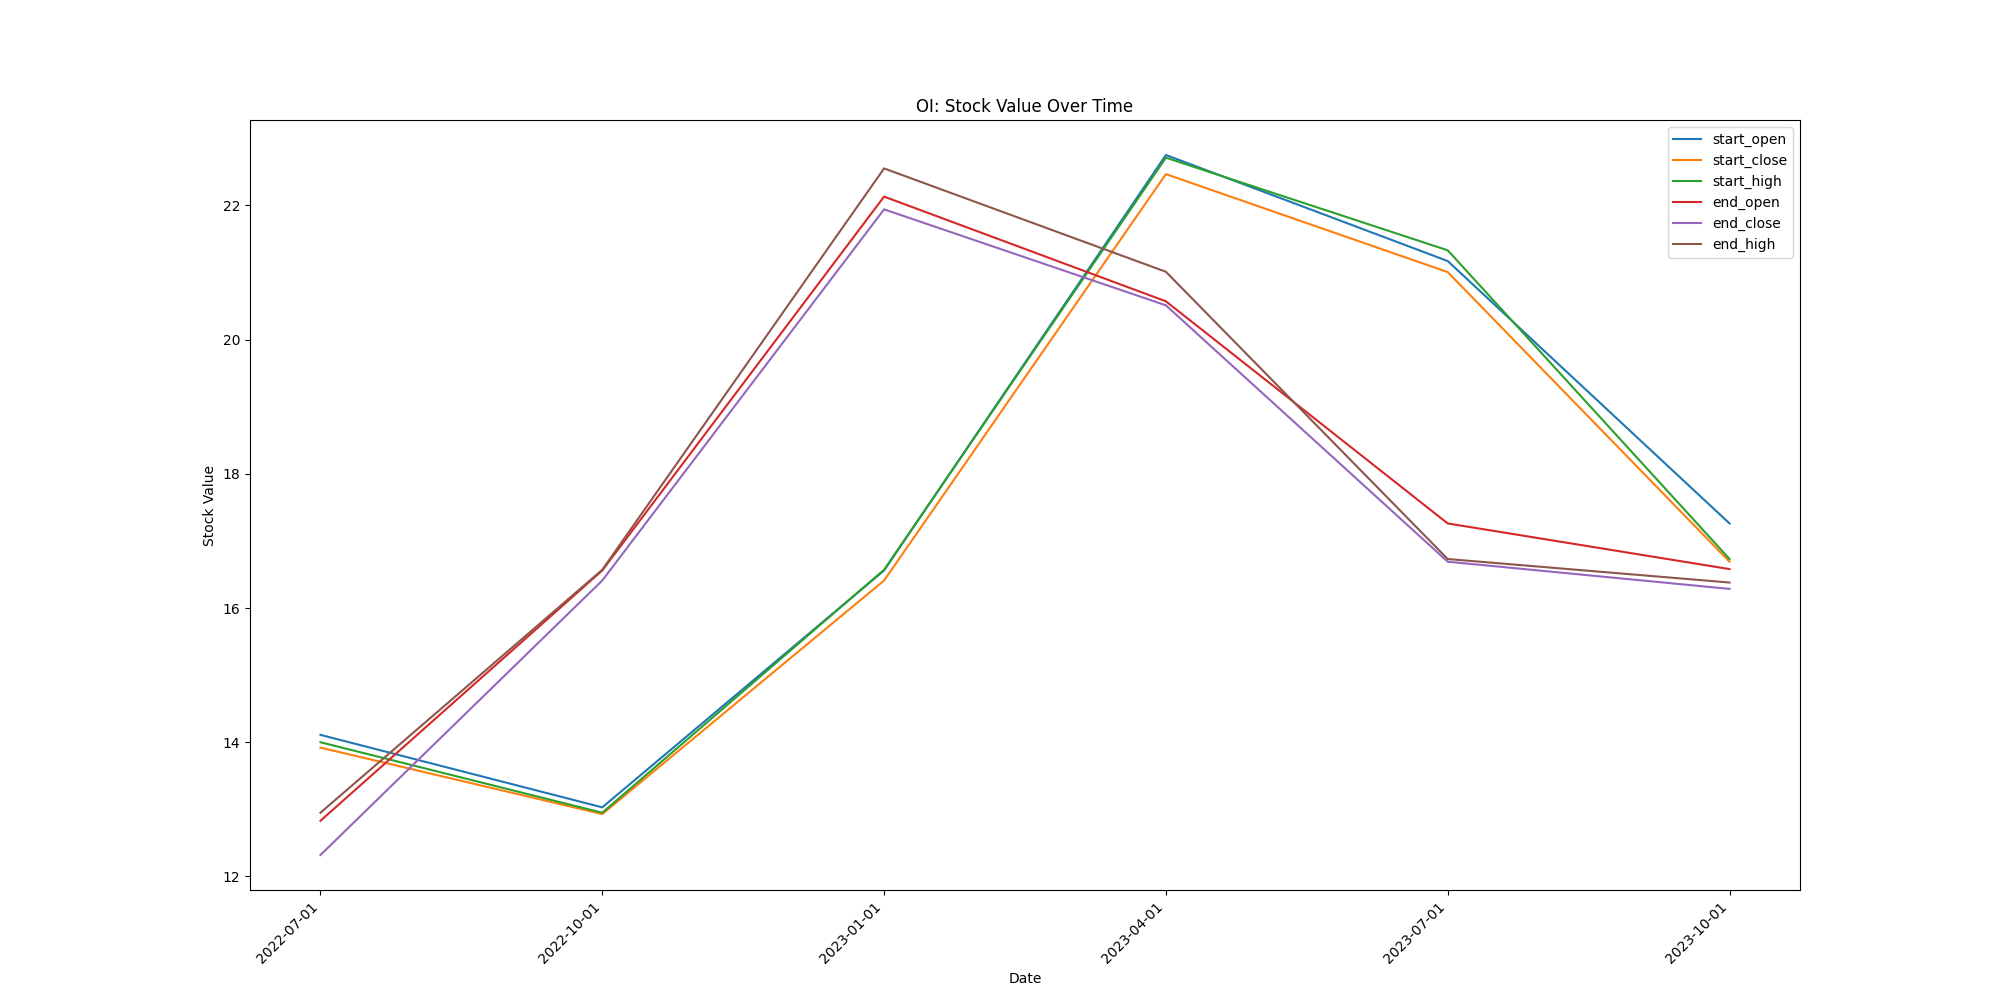 OI: Stock Value Over Time
start_open
start_close
start_high
end_open
end_close
end_high
Stock Value
22
20
18
16
14
12
2022-07-01
2022-10-01
2023-01-01
2023-04-01
2023-07-01
2023-10-01
Date